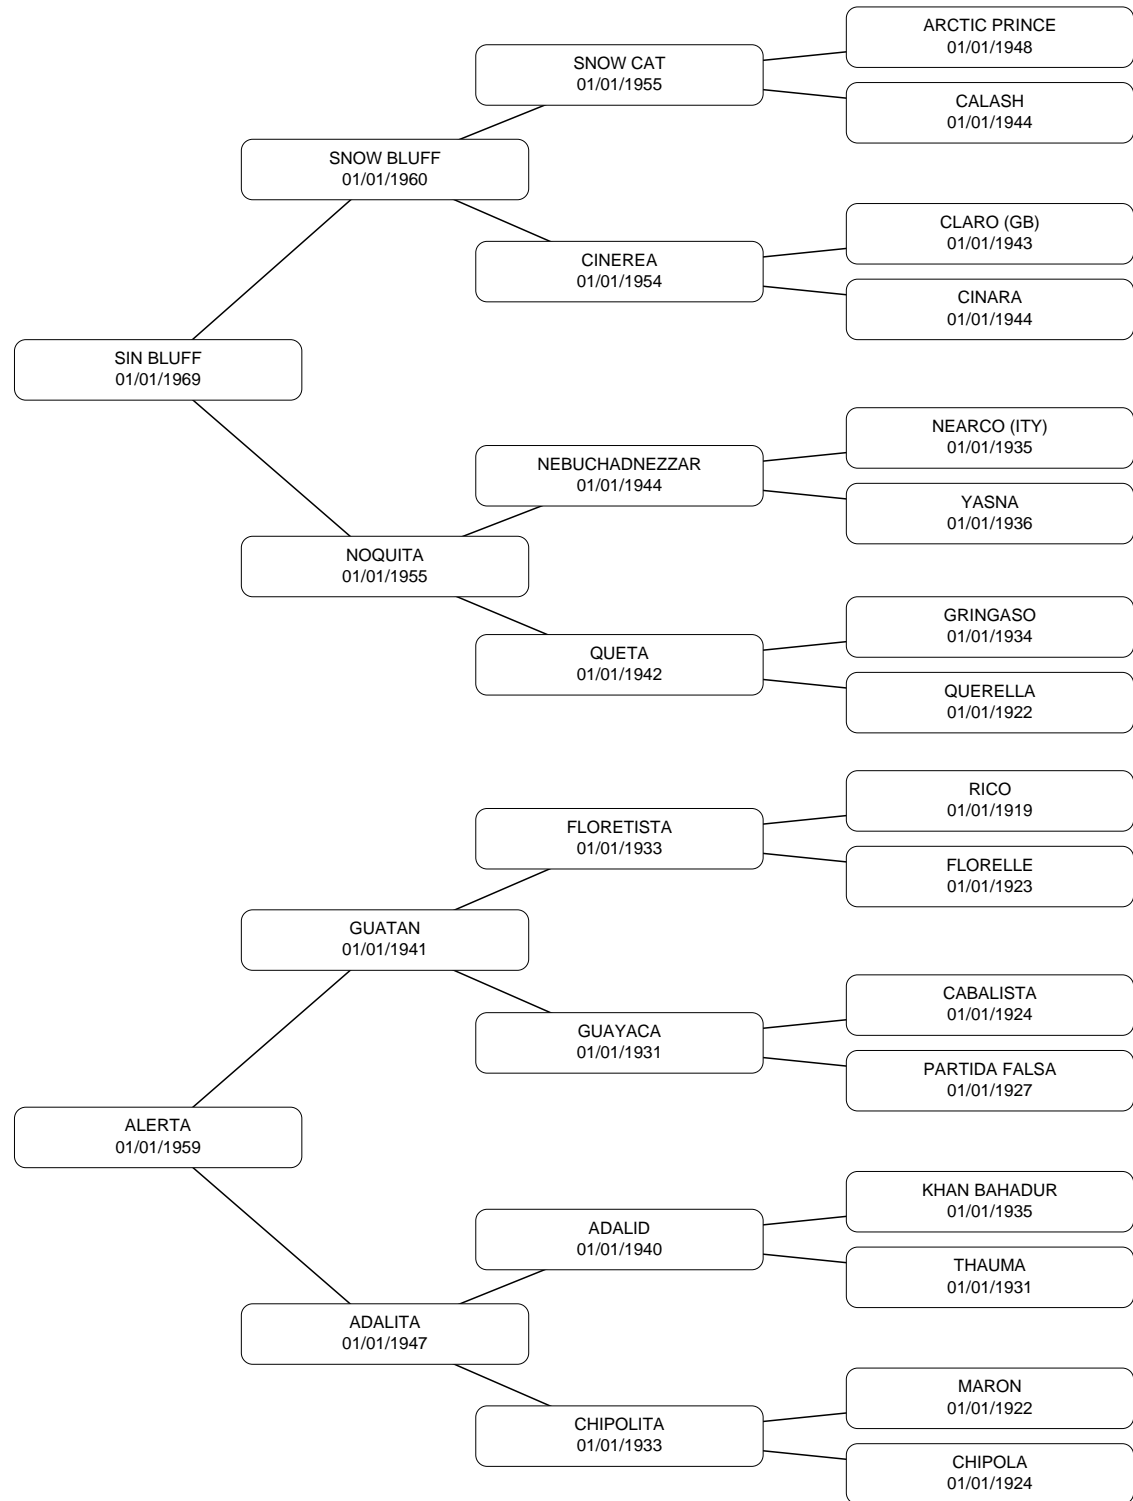 ARCTIC PRINCE
01/01/1948
SNOW CAT
01/01/1955
CALASH
01/01/1944
SNOW BLUFF
01/01/1960
CLARO (GB)
01/01/1943
CINEREA
01/01/1954
CINARA
01/01/1944
SIN BLUFF
01/01/1969
NEARCO (ITY)
01/01/1935
NEBUCHADNEZZAR
01/01/1944
YASNA
01/01/1936
NOQUITA
01/01/1955
GRINGASO
01/01/1934
QUETA
01/01/1942
QUERELLA
01/01/1922
RICO
01/01/1919
FLORETISTA
01/01/1933
FLORELLE
01/01/1923
GUATAN
01/01/1941
CABALISTA
01/01/1924
GUAYACA
01/01/1931
PARTIDA FALSA
01/01/1927
ALERTA
01/01/1959
KHAN BAHADUR
01/01/1935
ADALID
01/01/1940
THAUMA
01/01/1931
ADALITA
01/01/1947
MARON
01/01/1922
CHIPOLITA
01/01/1933
CHIPOLA
01/01/1924